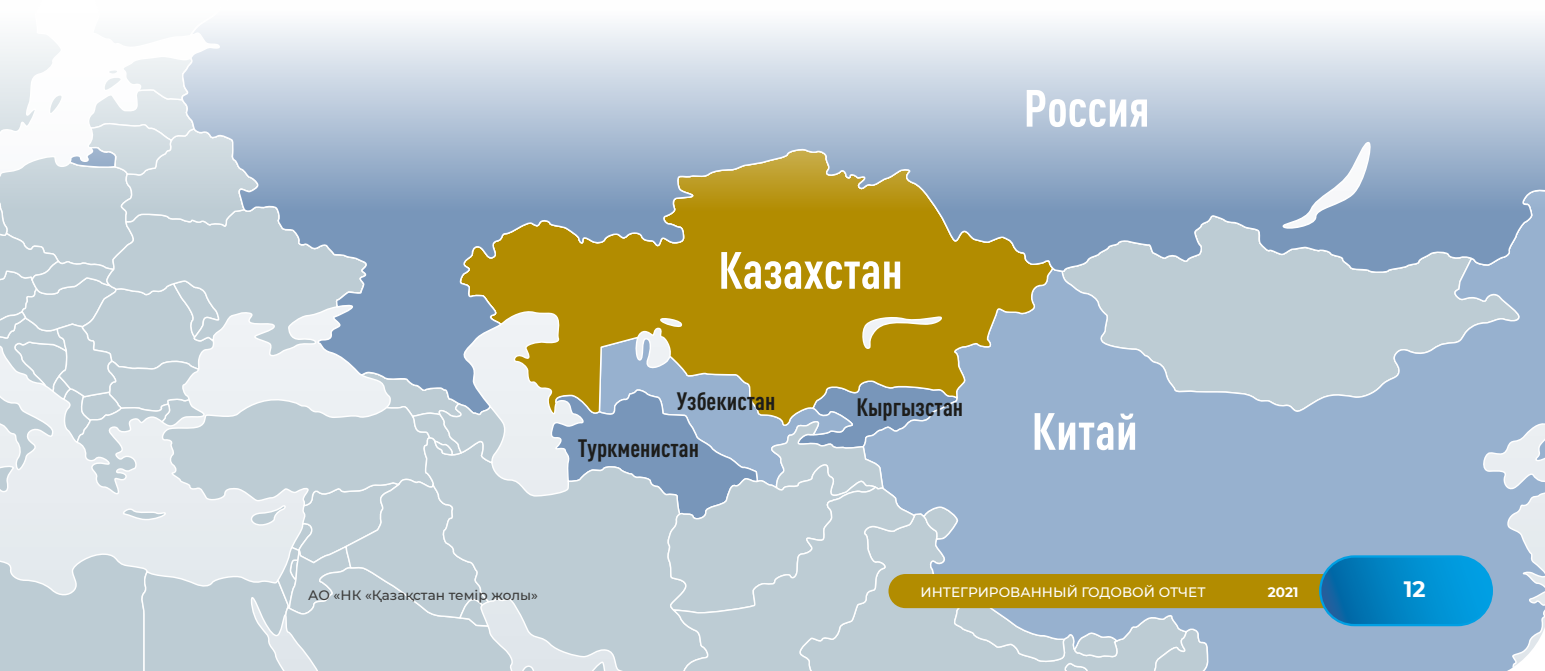 Россия
Казахстан
Узбекистан
Кыргызстан
Китай
Туркменистан
АО «НК «Қазақстан темір жолы»
ИНТЕГРИРОВАННЫЙ ГОДОВОЙ ОТЧЕТ 2021 12